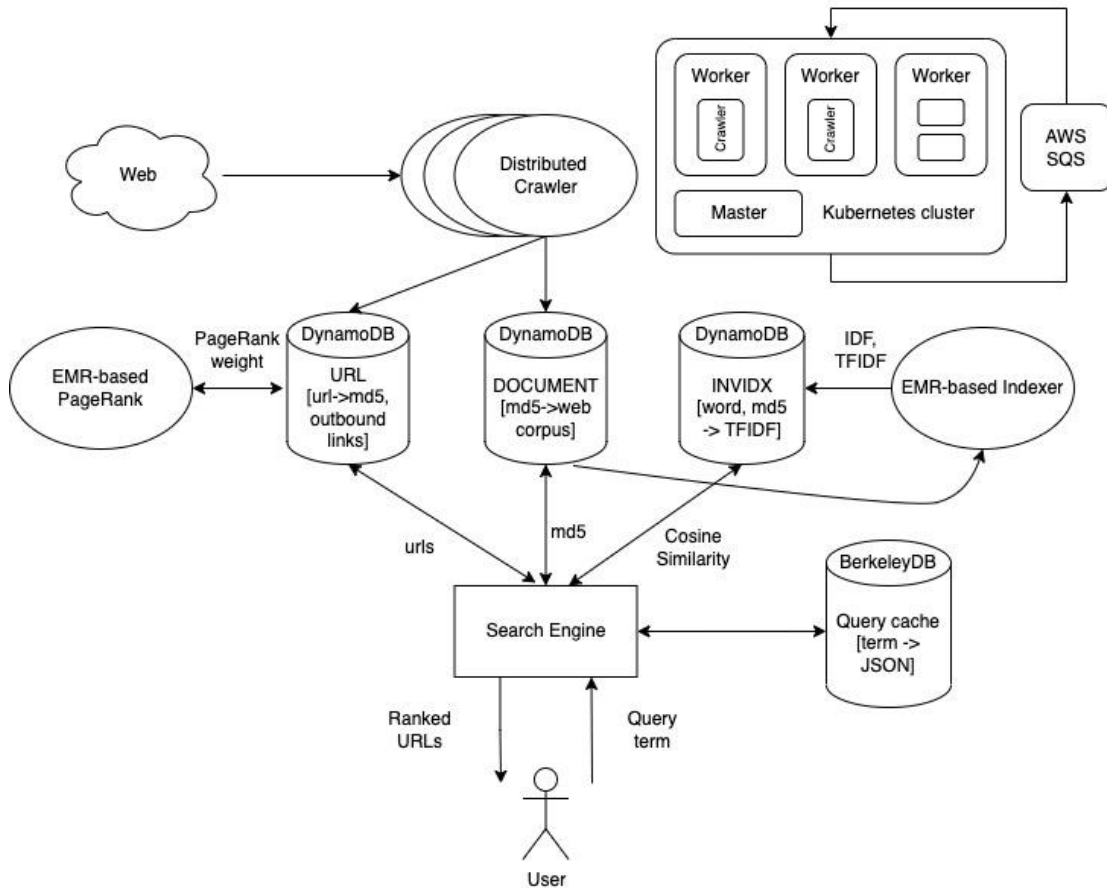 Worker
Worker
Worker
Crawler
Crawler
AWS
SQS
Master
Kubernetes cluster
Web
Distributed
Crawler
DynamoDB
DynamoDB
DynamoDB
PageRank
weight
IDF,
TFIDF
EMR-based
PageRank
URL
[url->md5,
outbound
links]
DOCUMENT
[md5->web
corpus]
INVIDX
[word, md5
-> TFIDF]
EMR-based Indexer
urls
md5
Cosine
Similarity
BerkeleyDB
Query cache
[term ->
JSON]
Search Engine
Ranked
URLs
Query
term
User